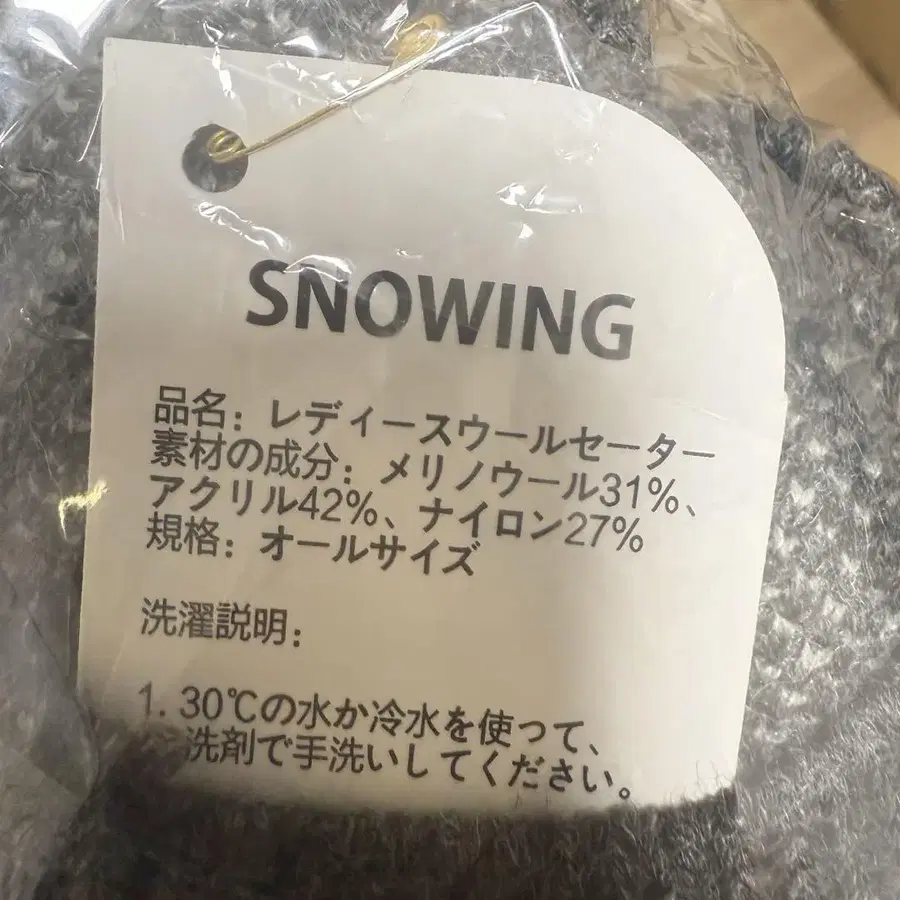 SNOWING
品名：レディースウールセーター
素材の成分：メリノウール31%、
アクリル42%、ナイロン27%
規格：オールサイズ
洗濯説明：
1. 30℃の水か冷水を使つて、
洗剤で手洗いしてください。